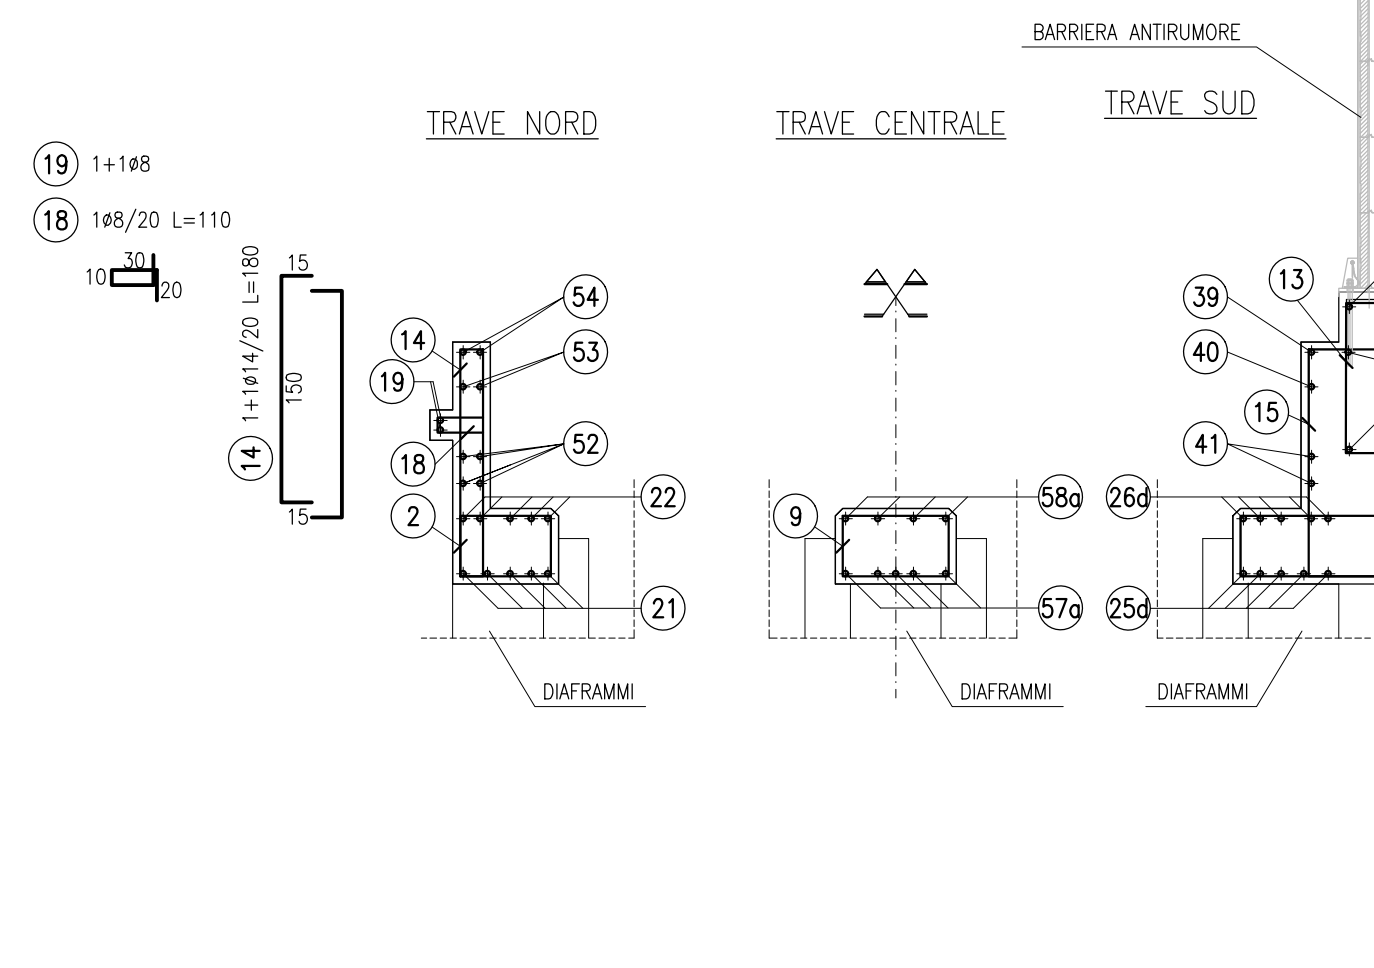 BARRIERA ANTIRUMORE
TRAVE NORD
TRAVE CENTRALE
TRAVE SUD
19 1+1ø8
18 1ø8/20 L=110
30
10
20
14 1+1ø14/20 L=180
15
150
15
54
14
53
19
52
18
22
2
21
DIAFRAMMI
9
58a
57a
DIAFRAMMI
13
39
40
15
41
26d
25d
DIAFRAMMI